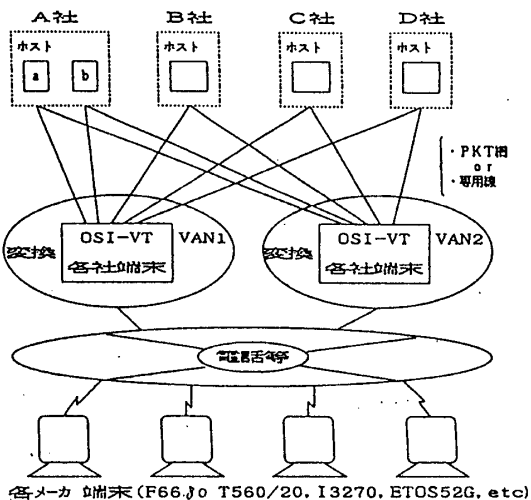 A社 B社 C社 D社
ホスト ホスト ホスト ホスト
a b
・PKT網
or
・専用線
OSI-VT VAN1 OSI-VT VAN2
変換 変換
各社端末 各社端末
電話等
各メーカ 端末(F66 T560/20, I3270, ETOS52G, etc)